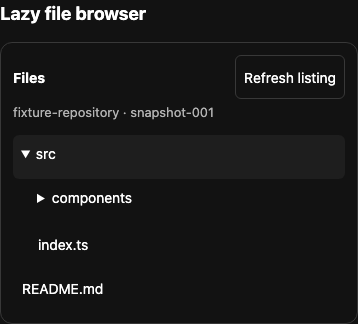 Lazy file browser
Files
Refresh listing
fixture-repository · snapshot-001
src
components
index.ts
README.md